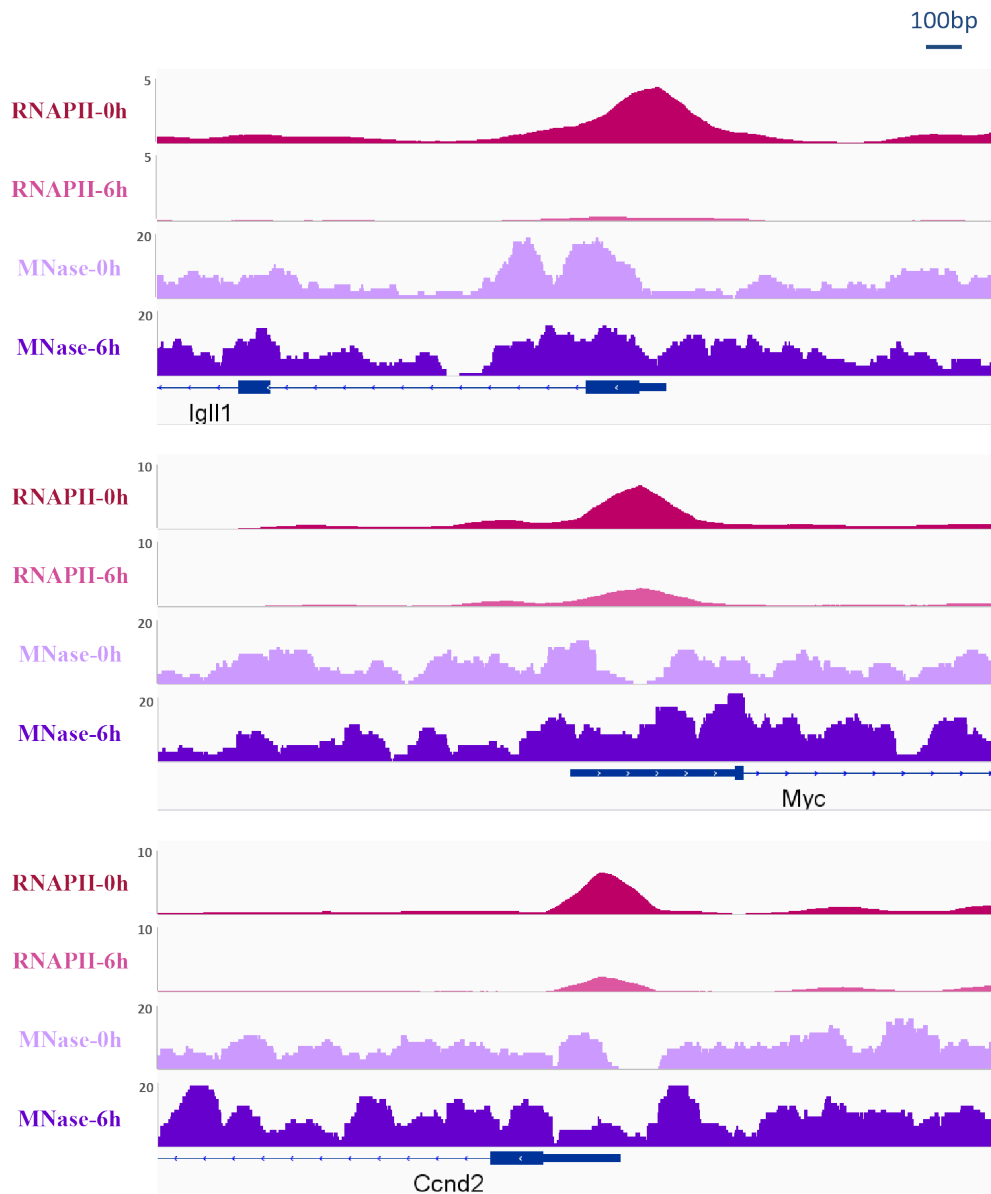 100bp
5
RNAPII-0h
5
RNAPII-6h
20
MNase-0h
20
MNase-6h
Igll1
10
RNAPII-0h
10
RNAPII-6h
20
MNase-0h
20
MNase-6h
Myc
10
RNAPII-0h
10
RNAPII-6h
20
MNase-0h
20
MNase-6h
Ccnd2